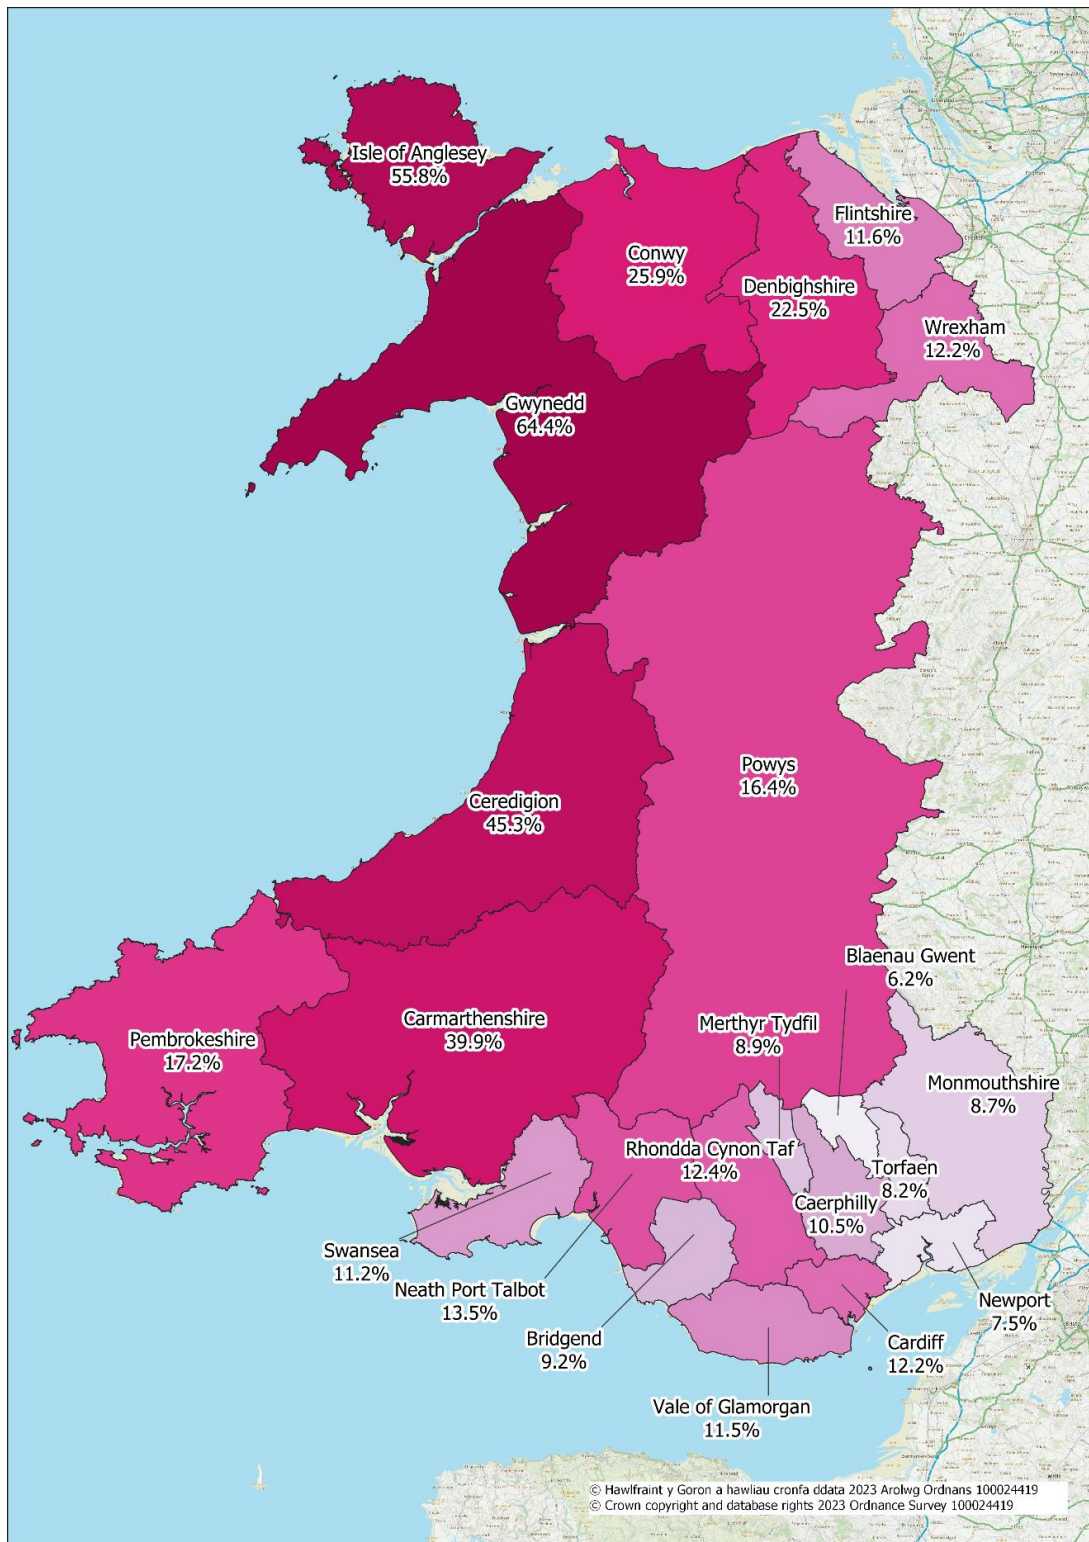 Isle of Anglesey
55.8%
Flintshire
11.6%
Conwy
25.9%
Denbighshire
22.5%
Wrexham
12.2%
Gwynedd
64.4%
Powys
16.4%
Ceredigion
45.3%
Blaenau Gwent
6.2%
Carmarthenshire
39.9%
Merthyr Tydfil
8.9%
Pembrokeshire
17.2%
Monmouthshire
8.7%
Rhondda Cynon Taf
12.4%
Torfaen
8.2%
Caerphilly
10.5%
Swansea
11.2%
Neath Port Talbot
13.5%
Newport
7.5%
Bridgend
9.2%
Cardiff
12.2%
Vale of Glamorgan
11.5%
© Hawlfraint y Goron a hawliau cronfa ddata 2023 Arolwg Ordnans 100024419
© Crown copyright and database rights 2023 Ordnance Survey 100024419